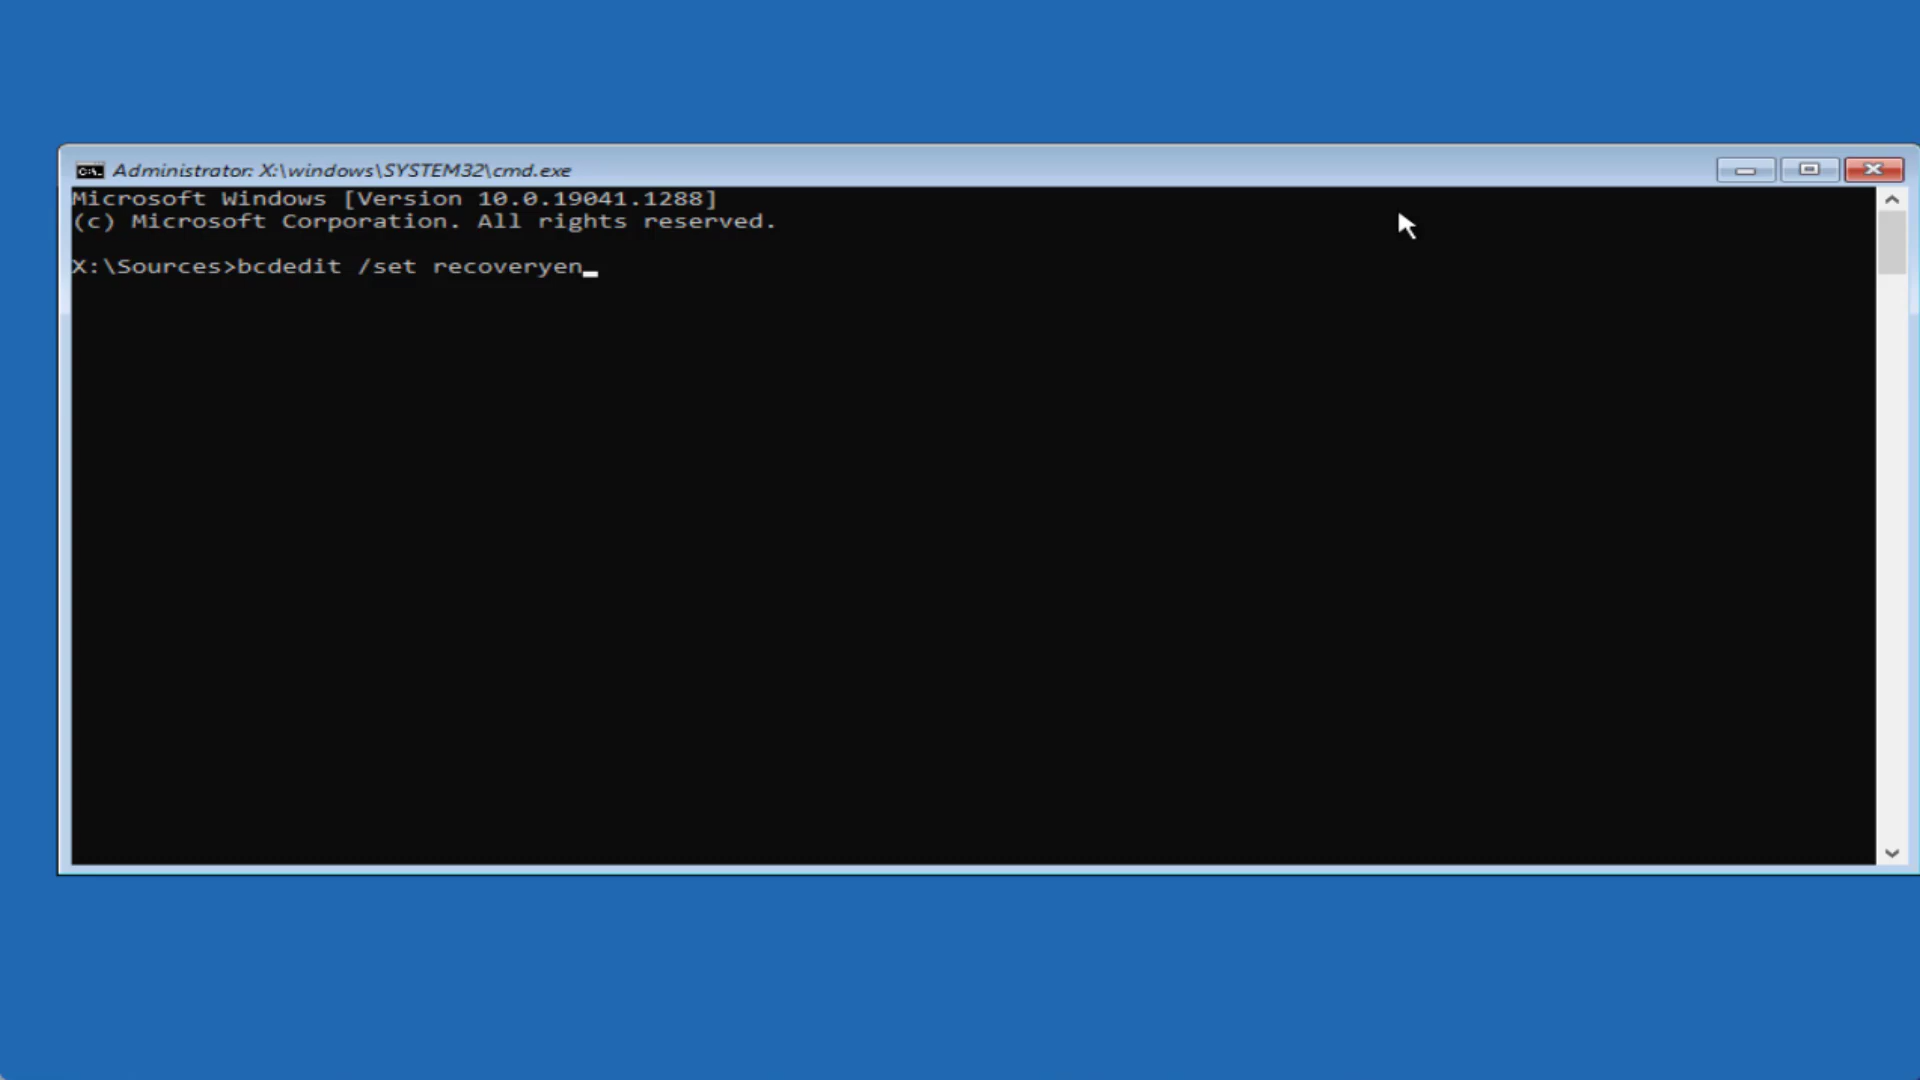 Administrator: X:\windows\SYSTEM32\cmd.exe
Microsoft Windows [Version 10.0.19041.1288]
(c) Microsoft Corporation. All rights reserved.
X:\Sources>bcdedit /set recoveryen